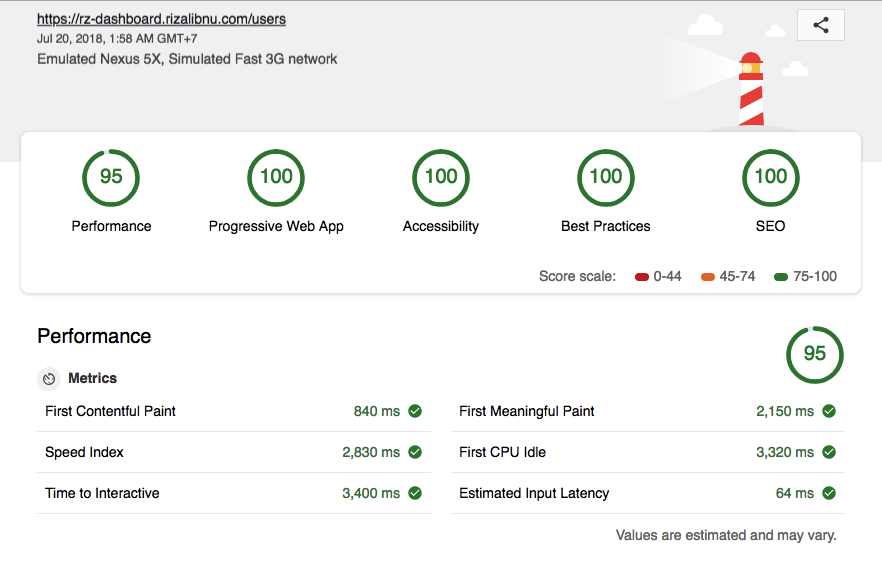 https://rz-dashboard.rizalibnu.com/users
Jul 20, 2018, 1:58 AM GMT+7
Emulated Nexus 5X, Simulated Fast 3G network
95 100 100 100 100
Performance Progressive Web App Accessibility Best Practices SEO
Score scale: 0-44 45-74 75-100
Performance
95
Metrics
First Contentful Paint 840 ms First Meaningful Paint 2,150 ms
Speed Index 2,830 ms First CPU Idle 3,320 ms
Time to Interactive 3,400 ms Estimated Input Latency 64 ms
Values are estimated and may vary.